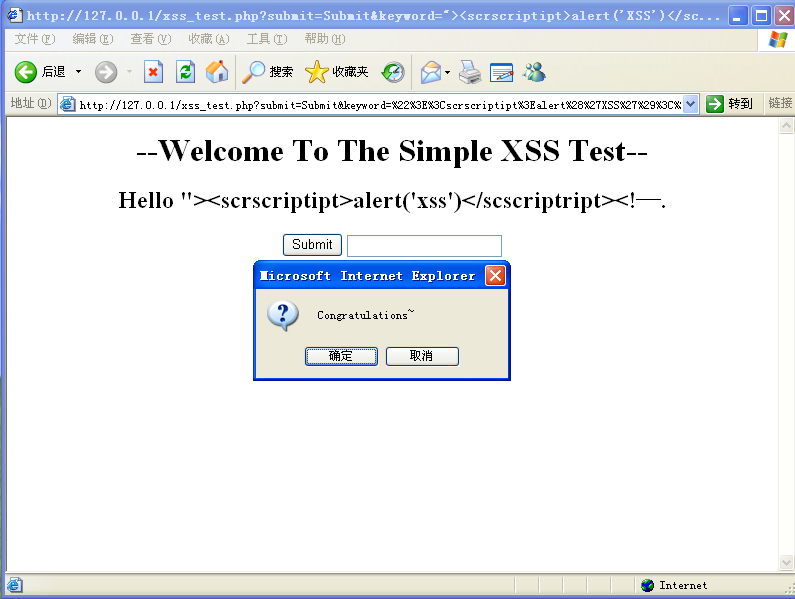 http://127.0.0.1/xss_test.php?submit=Submit&keyword="><scrscriptipt>alert('XSS')</sc...
文件(F) 编辑(E) 查看(V) 收藏(A) 工具(T) 帮助(H)
后退 搜索 收藏夹
地址(D) http://127.0.0.1/xss_test.php?submit=Submit&keyword=%22%3E%3Cscrscriptipt%3Ealert%28%27XSS%27%29%3C% 转到 链接
--Welcome To The Simple XSS Test--
Hello "><scrscriptipt>alert('xss')</scscriptript><!—.
Submit
Microsoft Internet Explorer
Congratulations~
确定 取消
Internet